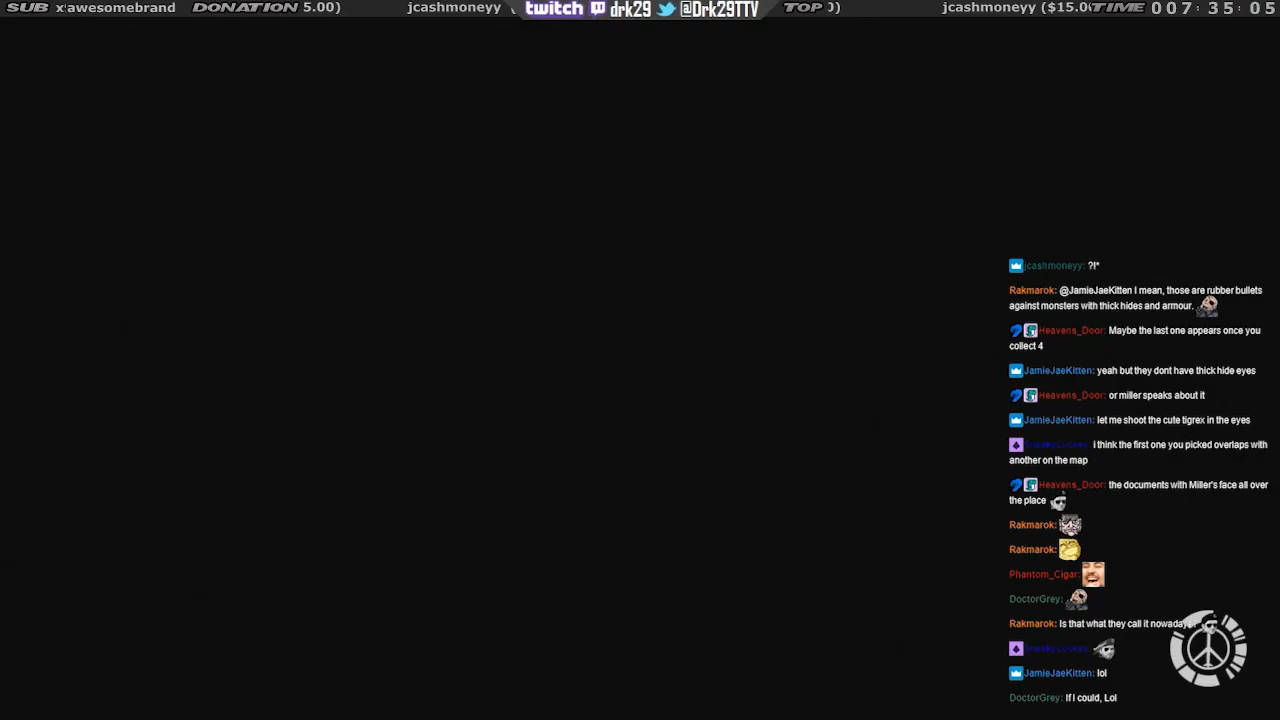 SUB x!awesomebrand DONATION 5.00) jcashmoneyy ( twitch drk29 @Drk29TTV TOP )) jcashmoneyy ($15.0 TIME 007:35:05
jcashmoneyy: ?!*
Rakmarok: @JamieJaeKitten I mean, those are rubber bullets
against monsters with thick hides and armour.
Heavens_Door: Maybe the last one appears once you
collect 4
JamieJaeKitten: yeah but they dont have thick hide eyes
Heavens_Door: or miller speaks about it
JamieJaeKitten: let me shoot the cute tigrex in the eyes
i think the first one you picked overlaps with
another on the map
Heavens_Door: the documents with Miller's face all over
the place
Rakmarok:
Rakmarok:
Phantom_Cigar:
DoctorGrey:
Rakmarok: Is that what they call it nowadays
JamieJaeKitten: lol
DoctorGrey: If I could, Lol